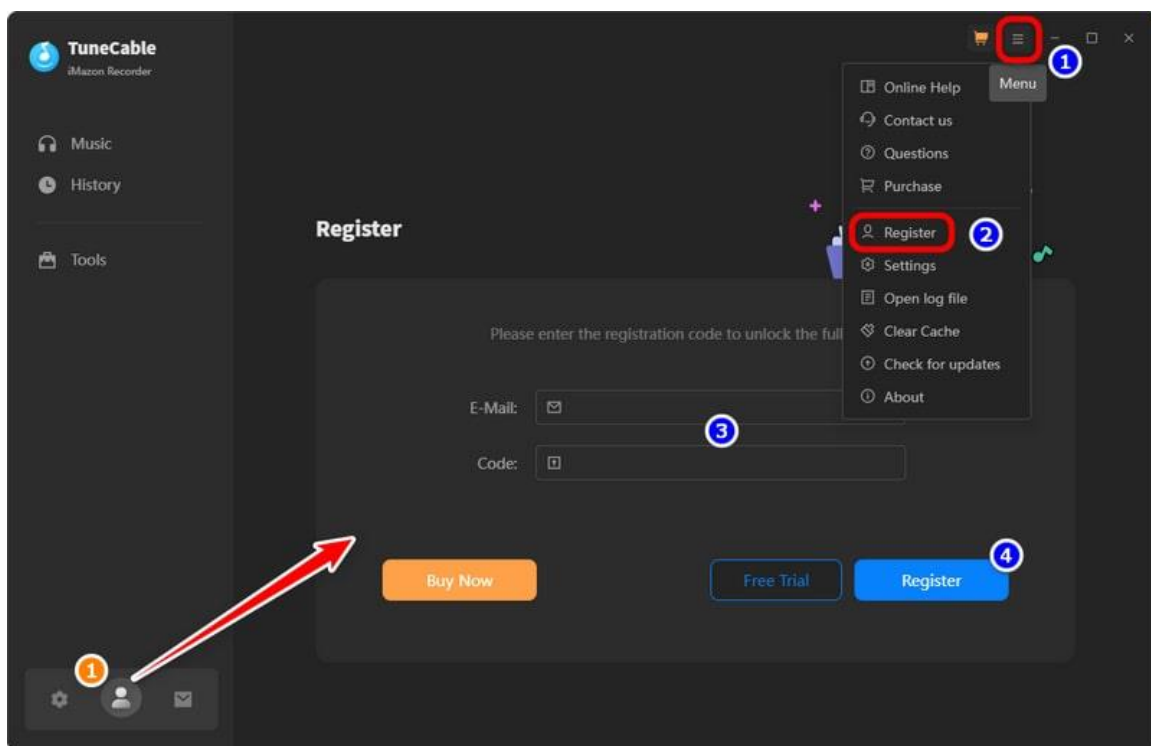 TuneCable
iMazon Recorder
Music
History
Tools
1
Menu
1
Online Help
Contact us
Questions
Purchase
Register
2
Settings
Open log file
Clear Cache
Check for updates
About
Register
Please enter the registration code to unlock the full
E-Mail:
3
Code:
Buy Now
Free Trial
Register
4